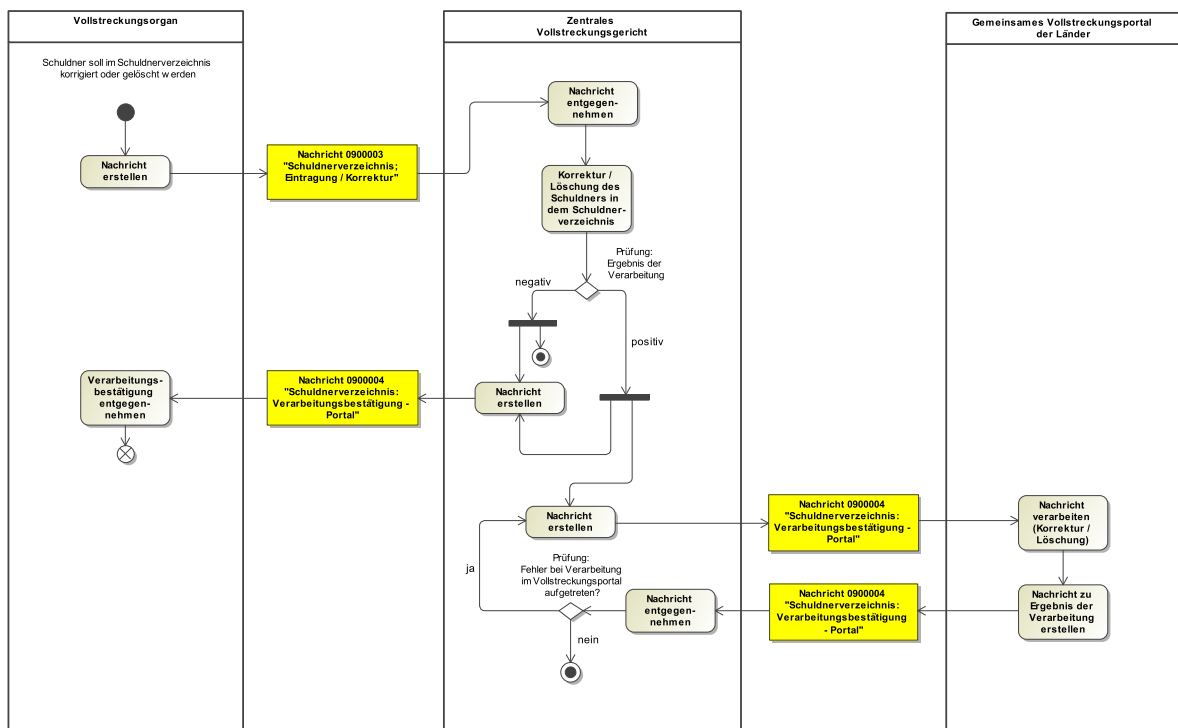 Vollstreckungsorgan
Zentrales
Vollstreckungsgericht
Gemeinsames Vollstreckungsportal
der Länder
Schuldner soll im Schuldnerverzeichnis
korrigiert oder gelöscht werden
Nachricht
erstellen
Nachricht 0900003
"Schuldnerverzeichnis;
Eintragung / Korrektur"
Nachricht
entgegen-
nehmen
Korrektur /
Löschung des
Schuldners in
dem Schuldner-
verzeichnis
Prüfung:
Ergebnis der
Verarbeitung
negativ
positiv
Nachricht
erstellen
Nachricht 0900004
"Schuldnerverzeichnis:
Verarbeitungsbestätigung -
Portal"
Verarbeitungs-
bestätigung
entgegen-
nehmen
Nachricht
erstellen
Nachricht 0900004
"Schuldnerverzeichnis:
Verarbeitungsbestätigung -
Portal"
Nachricht
verarbeiten
(Korrektur /
Löschung)
Nachricht zu
Ergebnis der
Verarbeitung
erstellen
Nachricht 0900004
"Schuldnerverzeichnis:
Verarbeitungsbestätigung
- Portal"
Nachricht
entgegen-
nehmen
Prüfung:
Fehler bei Verarbeitung
im Vollstreckungsportal
aufgetreten?
ja
nein